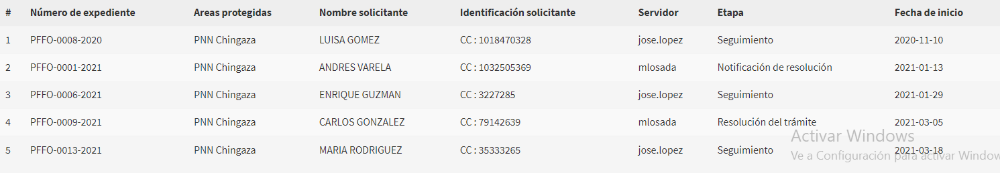 # Número de expediente Areas protegidas Nombre solicitante Identificación solicitante Servidor Etapa Fecha de inicio
1 PFFO-0008-2020 PNN Chingaza LUISA GOMEZ CC : 1018470328 jose.lopez Seguimiento 2020-11-10
2 PFFO-0001-2021 PNN Chingaza ANDRES VARELA CC : 1032505369 mlosada Notificación de resolución 2021-01-13
3 PFFO-0006-2021 PNN Chingaza ENRIQUE GUZMAN CC : 3227285 jose.lopez Seguimiento 2021-01-29
4 PFFO-0009-2021 PNN Chingaza CARLOS GONZALEZ CC : 79142639 mlosada Resolución del trámite 2021-03-05
Activar Windows
5 PFFO-0013-2021 PNN Chingaza MARIA RODRIGUEZ CC : 35333265 jose.lopez Seguimiento 2021-03-18
Ve a Configuración para activar Window